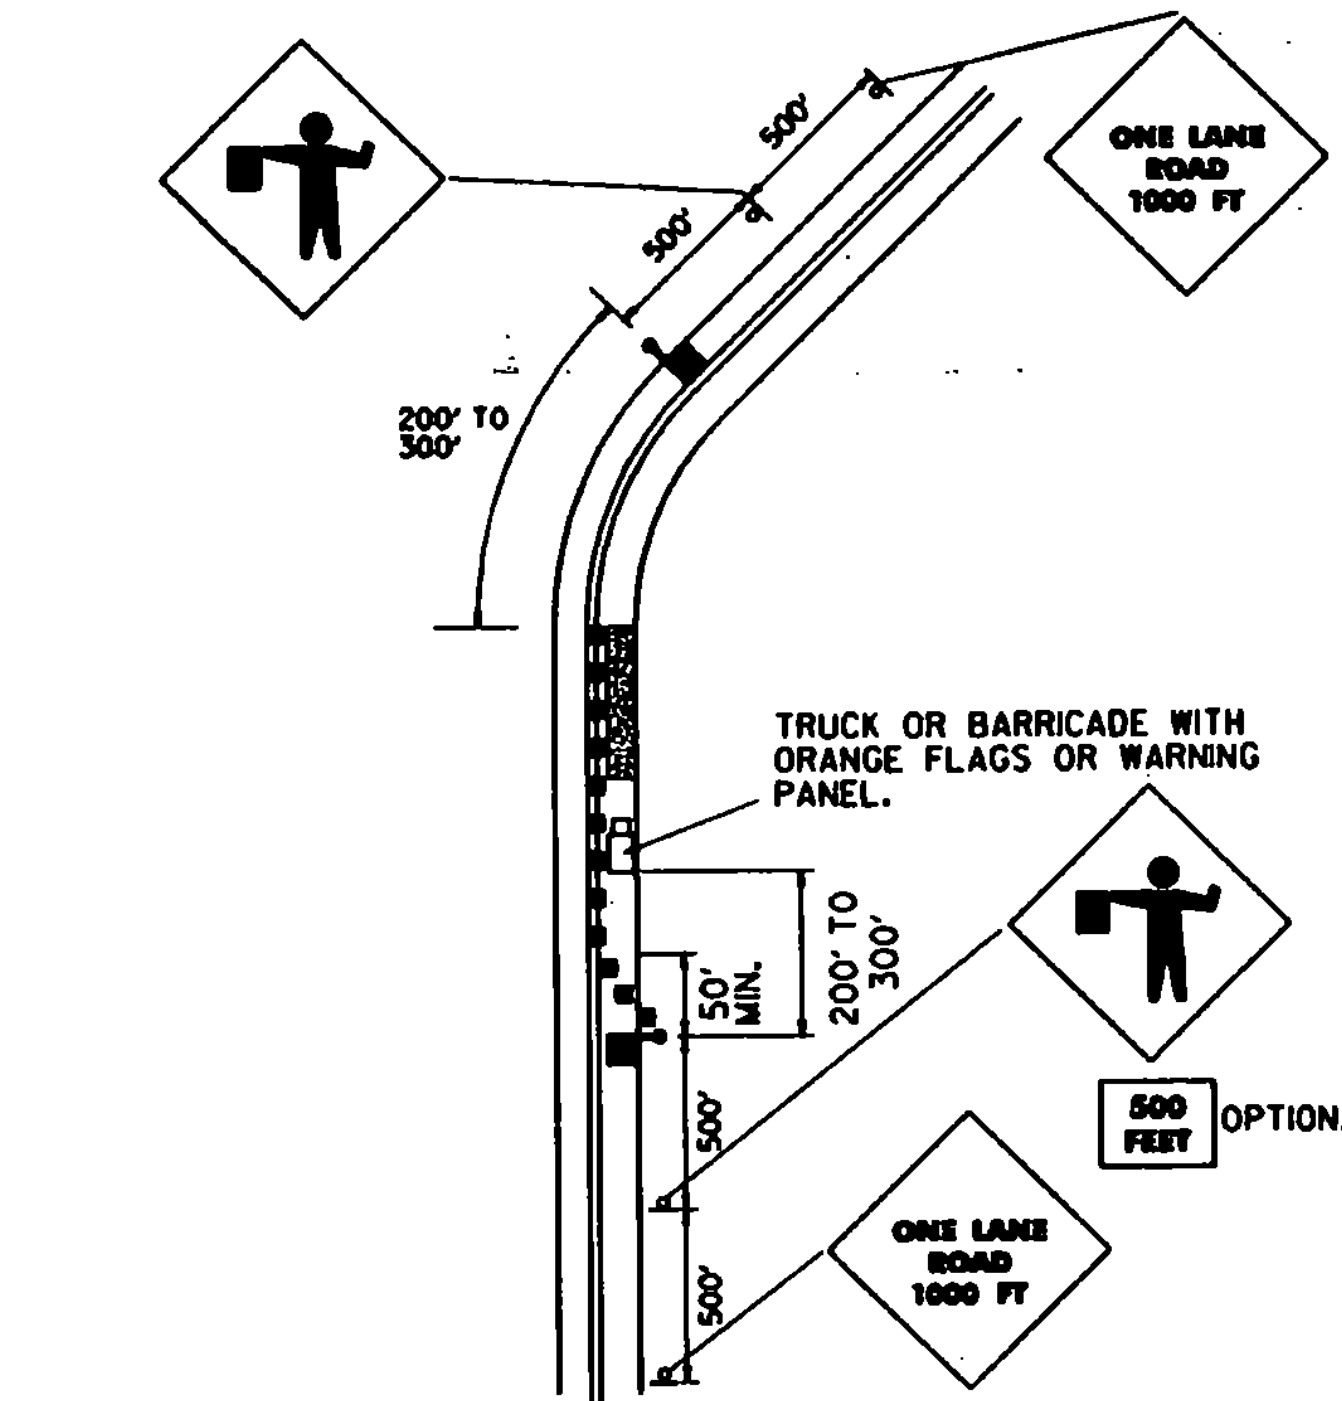 500'
ONE LANE
ROAD
1000 FT
500'
200' TO
300'
TRUCK OR BARRICADE WITH
ORANGE FLAGS OR WARNING
PANEL.
200' TO
300'
50'
MIN.
500'
500
FEET
OPTION
ONE LANE
ROAD
1000 FT
500'